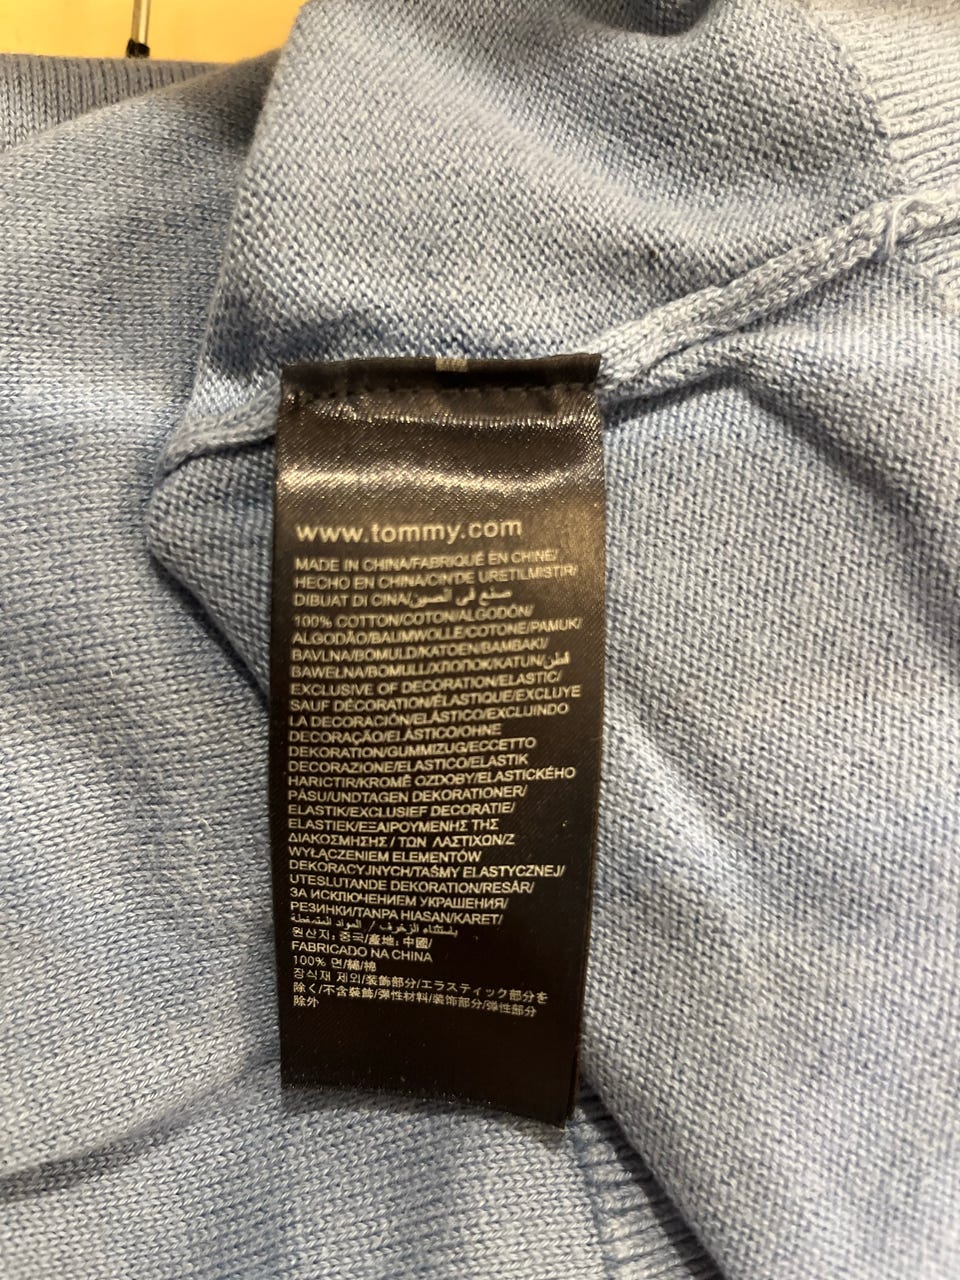 www.tommy.com
MADE IN CHINA/FABRIQUÉ EN CHINE/
HECHO EN CHINA/CIN'DE URETILMISTIR/
DIBUAT DI CINA/صنع في الصين
100% COTTON/COTON/ALGODÓN/
ALGODÃO/BAUMWOLLE/COTONE/PAMUK/
BAVLNA/BOMULD/KATOEN/BAMBAKI/
BAWEŁNA/BOMULL/ХЛОПОК/KATUN/قطن
EXCLUSIVE OF DECORATION/ELASTIC/
SAUF DÉCORATION/ÉLASTIQUE/EXCLUYE
LA DECORACIÓN/ELÁSTICO/EXCLUINDO
DECORAÇÃO/ELÁSTICO/OHNE
DEKORATION/GUMMIZUG/ECCETTO
DECORAZIONE/ELASTICO/ELASTIK
HARICTIR/KROMĚ OZDOBY/ELASTICKÉHO
PÁSU/UNDTAGEN DEKORATIONER/
ELASTIK/EXCLUSIEF DECORATIE/
ELASTIEK/ΕΞΑΙΡΟΥΜΕΝΗΣ ΤΗΣ
ΔΙΑΚΟΣΜΗΣΗΣ / ΤΩΝ ΛΑΣΤΙΧΩΝ/Z
WYŁĄCZENIEM ELEMENTÓW
DEKORACYJNYCH/TAŚMY ELASTYCZNEJ/
UTESLUTANDE DEKORATION/RESÅR/
ЗА ИСКЛЮЧЕНИЕМ УКРАШЕНИЯ/
РЕЗИНКИ/TANPA HIASAN/KARET/
باستثناء الزخرف / المواد المتمغطة
원산지: 중국/產地: 中國/
FABRICADO NA CHINA
100% 면/綿/棉
장식재 제외/装飾部分/エラスティック部分を
除く/不含裝飾/彈性材料/装饰部分/弹性部分
除外